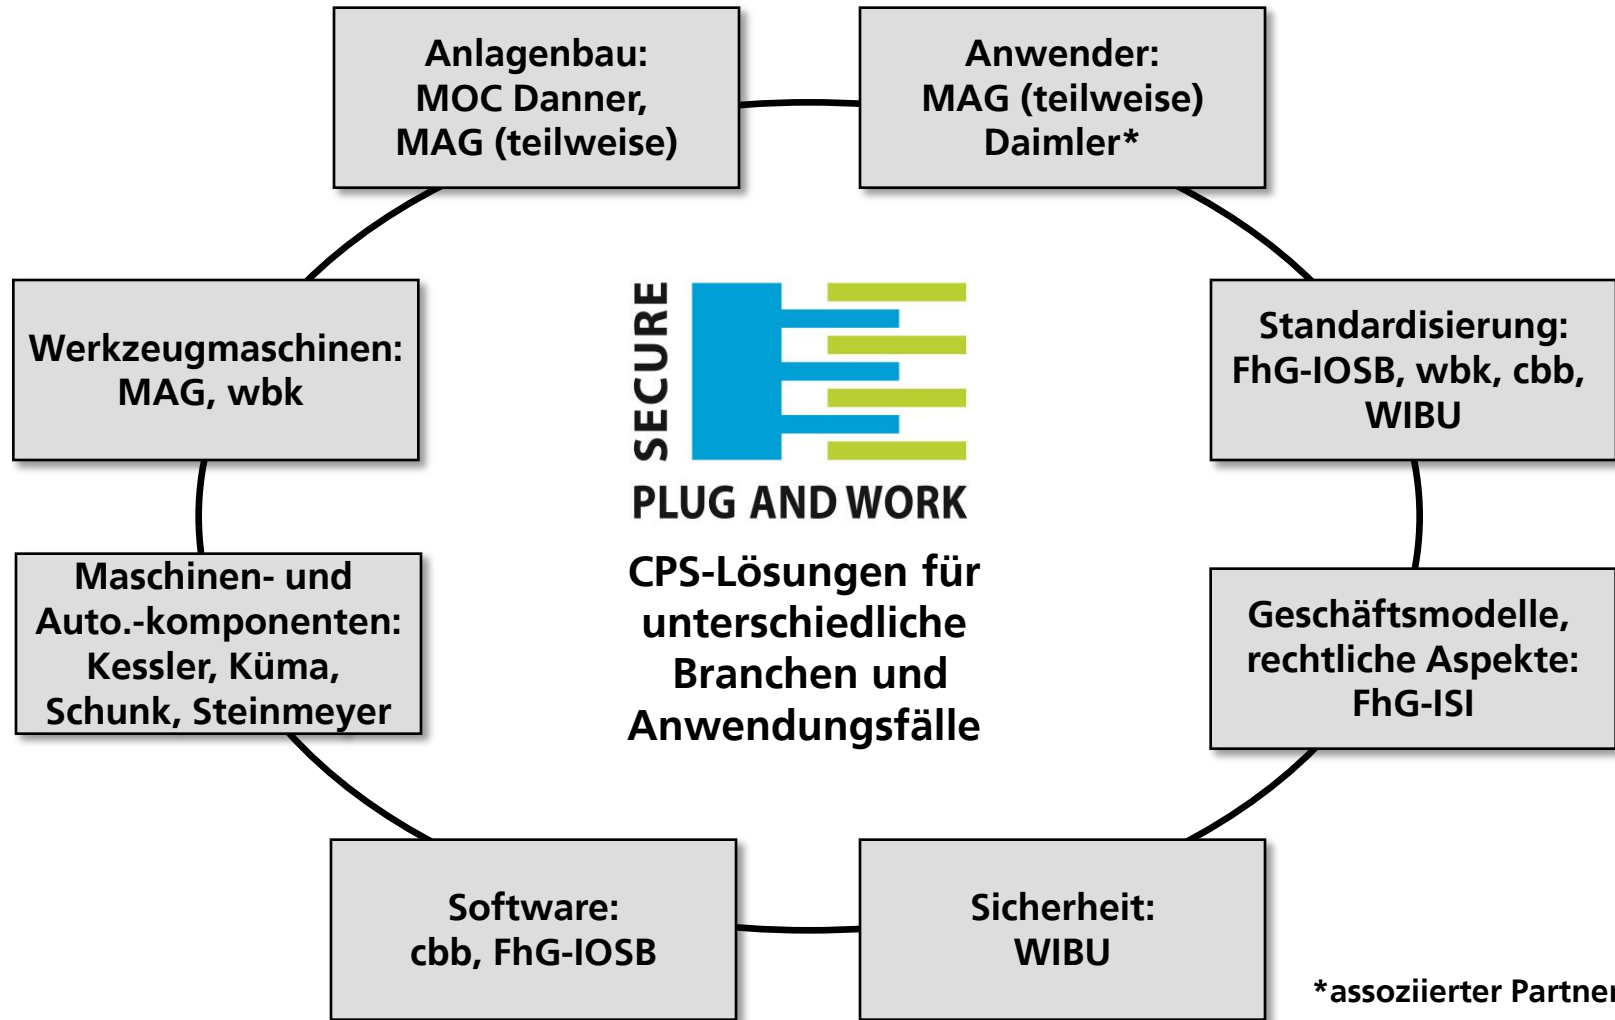 Anlagenbau:
MOC Danner,
MAG (teilweise)
Anwender:
MAG (teilweise)
Daimler*
Werkzeugmaschinen:
MAG, wbk
SECURE
PLUG AND WORK
CPS-Lösungen für
unterschiedliche
Branchen und
Anwendungsfälle
Standardisierung:
FhG-IOSB, wbk, cbb,
WIBU
Maschinen- und
Auto.-komponenten:
Kessler, Küma,
Schunk, Steinmeyer
Geschäftsmodelle,
rechtliche Aspekte:
FhG-ISI
Software:
cbb, FhG-IOSB
Sicherheit:
WIBU
*assoziierter Partner